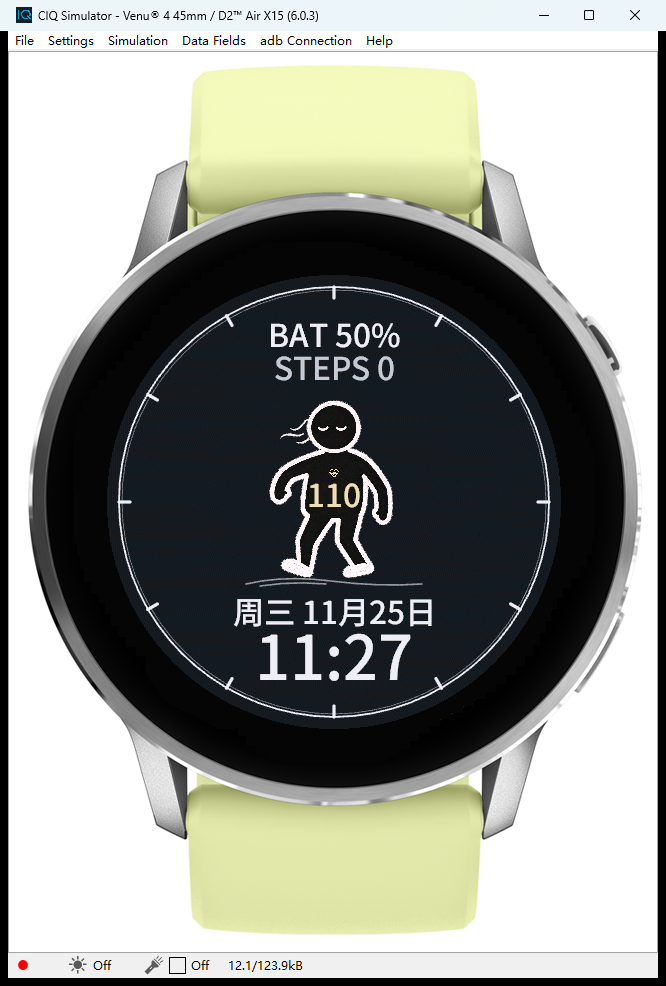 IQ CIQ Simulator - Venu® 4 45mm / D2™ Air X15 (6.0.3)
File Settings Simulation Data Fields adb Connection Help
BAT 50%
STEPS 0
110
周三 11月25日
11:27
Off Off 12.1/123.9kB